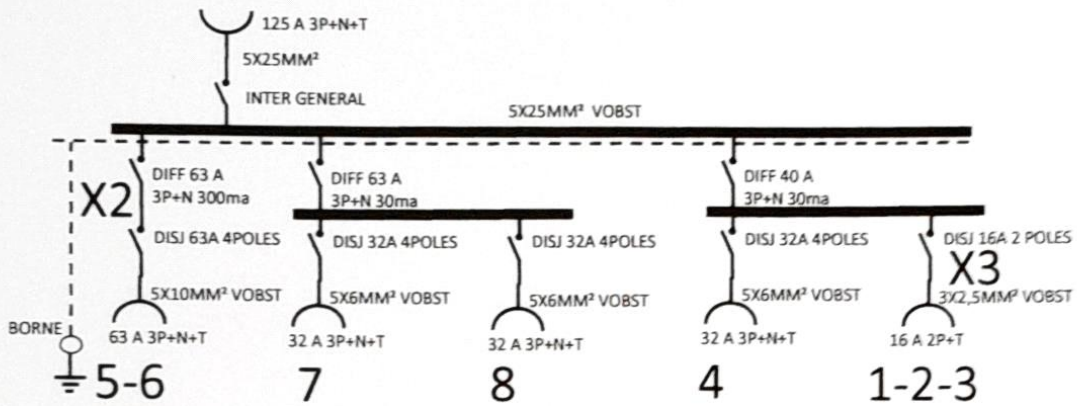 125 A 3P+N+T
5X25MM²
INTER GENERAL
5X25MM² VOBST
DIFF 63 A
3P+N 300ma
X2
DISJ 63A 4POLES
5X10MM² VOBST
63 A 3P+N+T
BORNE
5-6
DIFF 63 A
3P+N 30ma
DISJ 32A 4POLES
5X6MM² VOBST
32 A 3P+N+T
7
DISJ 32A 4POLES
5X6MM² VOBST
32 A 3P+N+T
8
DIFF 40 A
3P+N 30ma
DISJ 32A 4POLES
5X6MM² VOBST
32 A 3P+N+T
4
DISJ 16A 2 POLES
X3
3X2,5MM² VOBST
16 A 2P+T
1-2-3